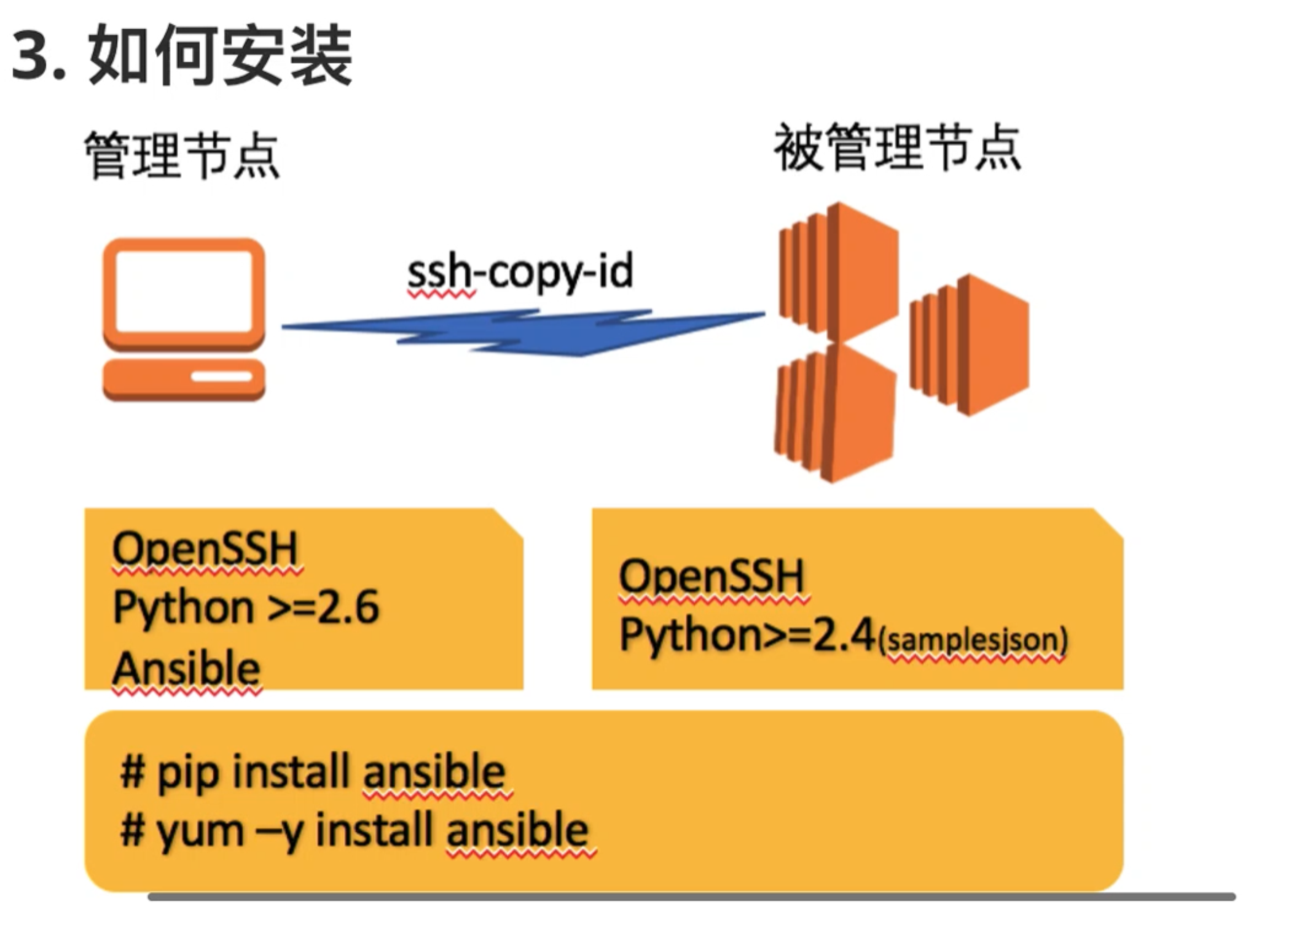 3. 如何安装
管理节点
被管理节点
ssh-copy-id
OpenSSH
Python >=2.6
Ansible
OpenSSH
Python>=2.4(samplesjson)
# pip install ansible
# yum –y install ansible